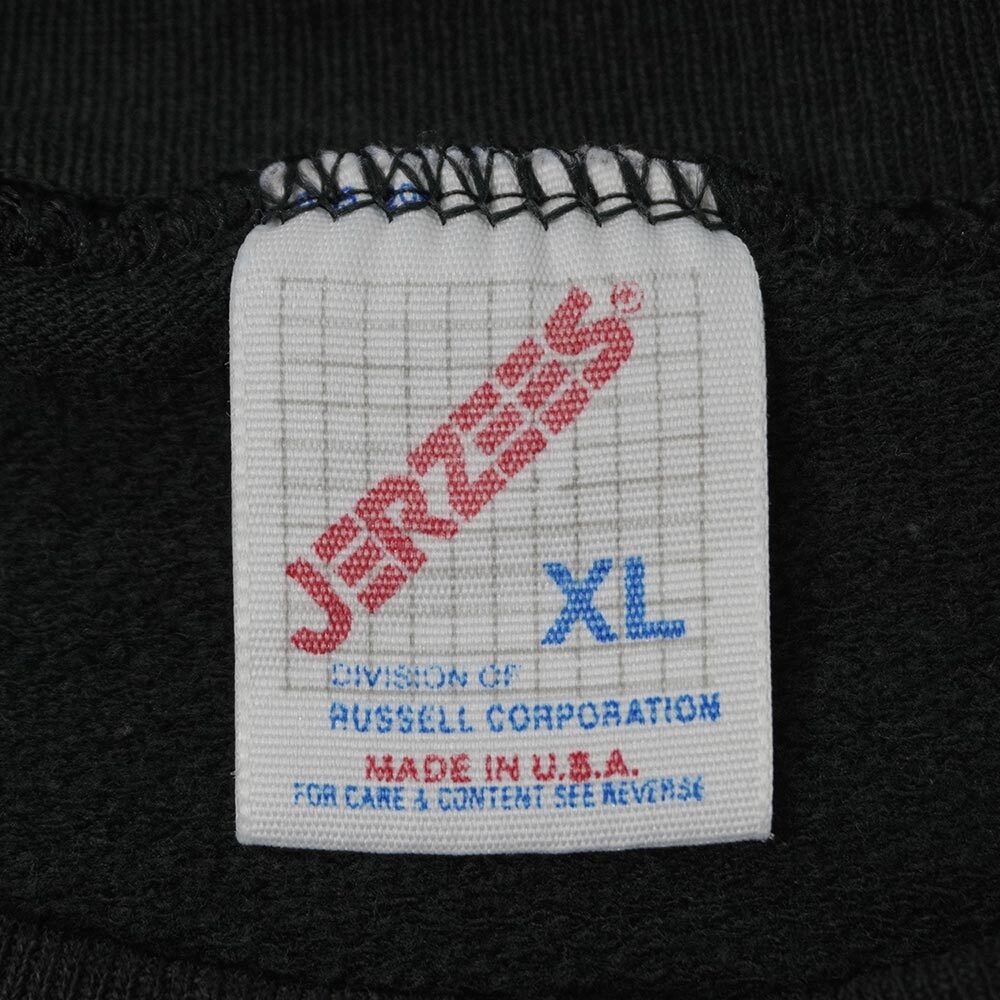 JERZEES®
XL
DIVISION OF
RUSSELL CORPORATION
MADE IN U.S.A.
FOR CARE & CONTENT SEE REVERSE